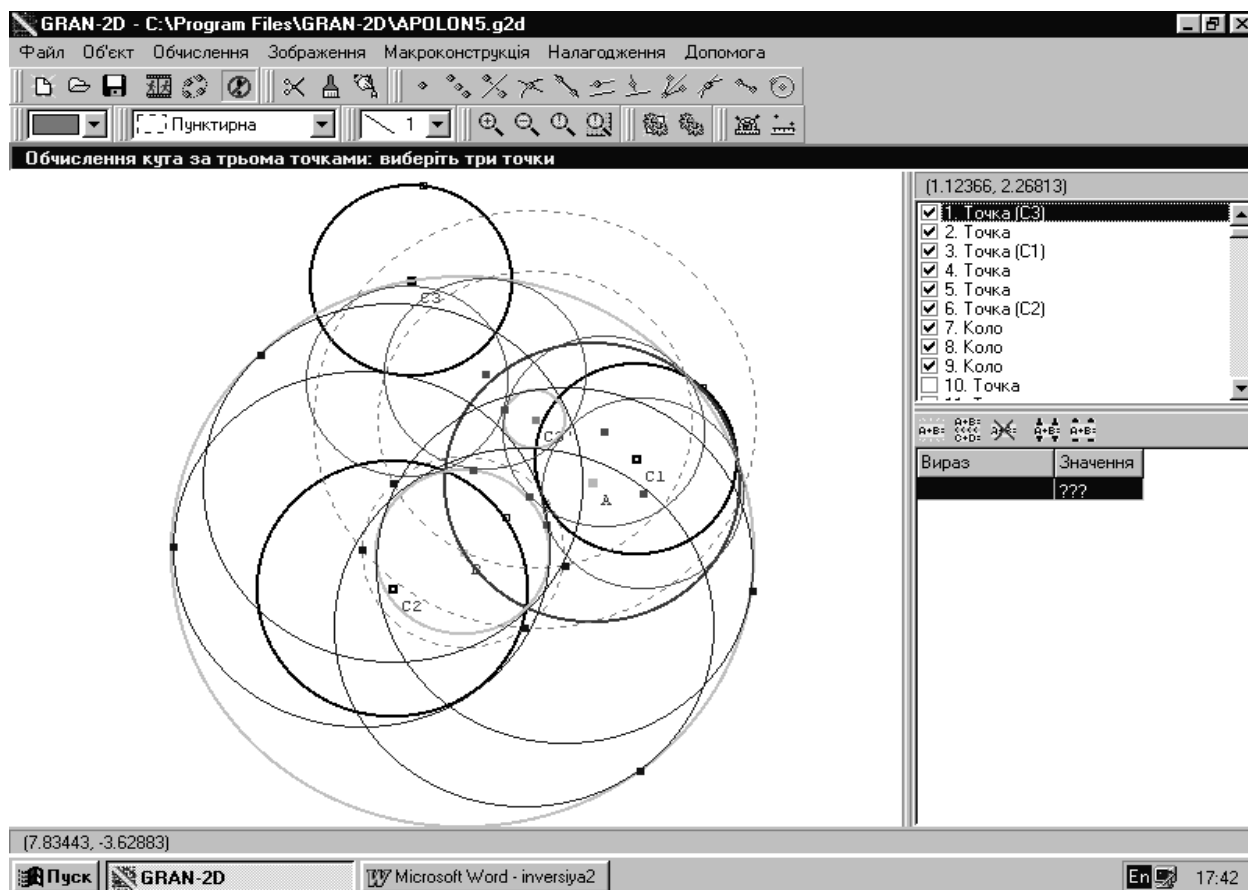 GRAN-2D - C:\Program Files\GRAN-2D\APOLON5.g2d
Файл Об'єкт Обчислення Зображення Макроконструкція Налагодження Допомога
Пунктирна 1
Обчислення кута за трьома точками: виберіть три точки
(1.12366, 2.26813)
1. Точка (C3)
2. Точка
3. Точка (C1)
4. Точка
5. Точка
6. Точка (C2)
7. Коло
8. Коло
9. Коло
10. Точка
Вираз Значення
???
C3
C1
A
C2
(7.83443, -3.62883)
Пуск GRAN-2D Microsoft Word - inversiya2 En 17:42